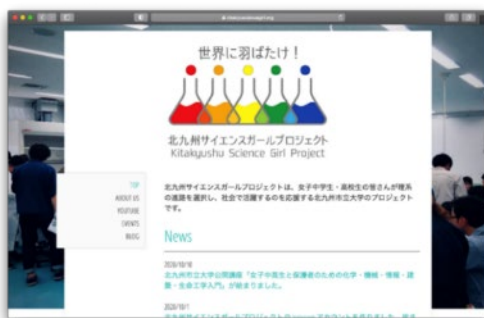 世界に羽ばたけ！
北九州サイエンスガールプロジェクト
Kitakyushu Science Girl Project
TOP
ABOUT US
YOUTUBE
EVENTS
BLOG
北九州サイエンスガールプロジェクトは、女子中学生・高校生の皆さんが理系
の進路を選択し、社会で活躍するのを応援する北九州市立大学のプロジェクト
です。
News
2020/10/10
北九州市立大学公開講座「女子中高生と保護者のための化学・機械・情報・建
築・生命工学入門」が始まりました。
2020/10/1